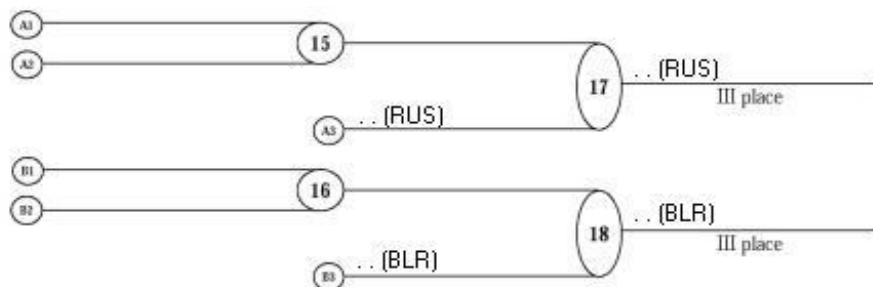 A1
15
A2
. . (RUS)
17
III place
. . (RUS)
A3
B1
16
B2
. . (BLR)
18
III place
. . (BLR)
B3